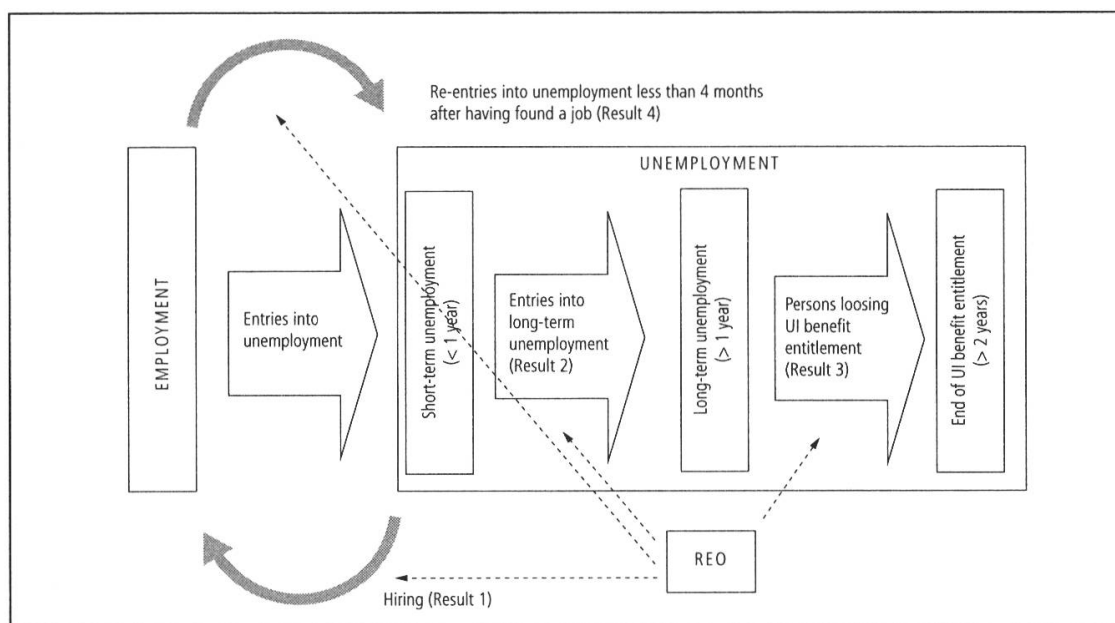 Re-entries into unemployment less than 4 months
after having found a job (Result 4)
UNEMPLOYMENT
EMPLOYMENT
Entries into
unemployment
Short-term unemployment
(< 1 year)
Entries into
long-term
unemployment
(Result 2)
Long-term unemployment
(> 1 year)
Persons loosing
UI benefit
entitlement
(Result 3)
End of UI benefit entitlement
(> 2 years)
REO
Hiring (Result 1)